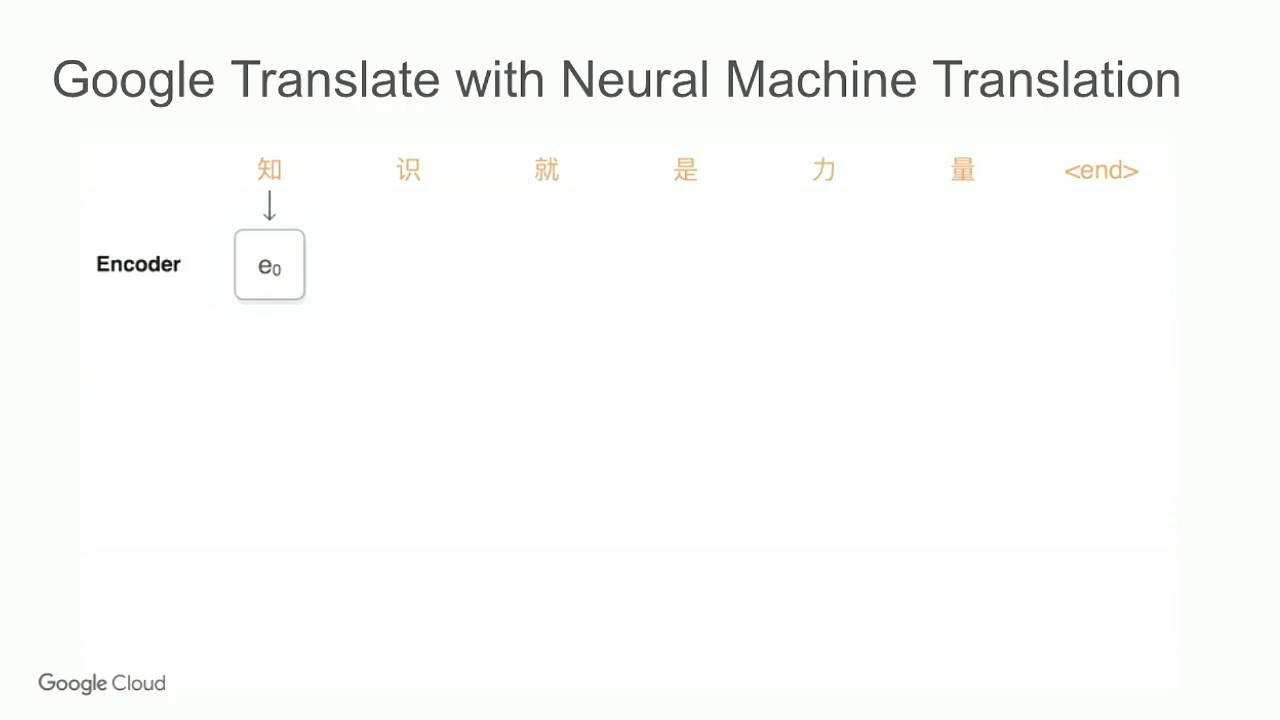 Google Translate with Neural Machine Translation
知 识 就 是 力 量 <end>
Encoder e₀
Google Cloud